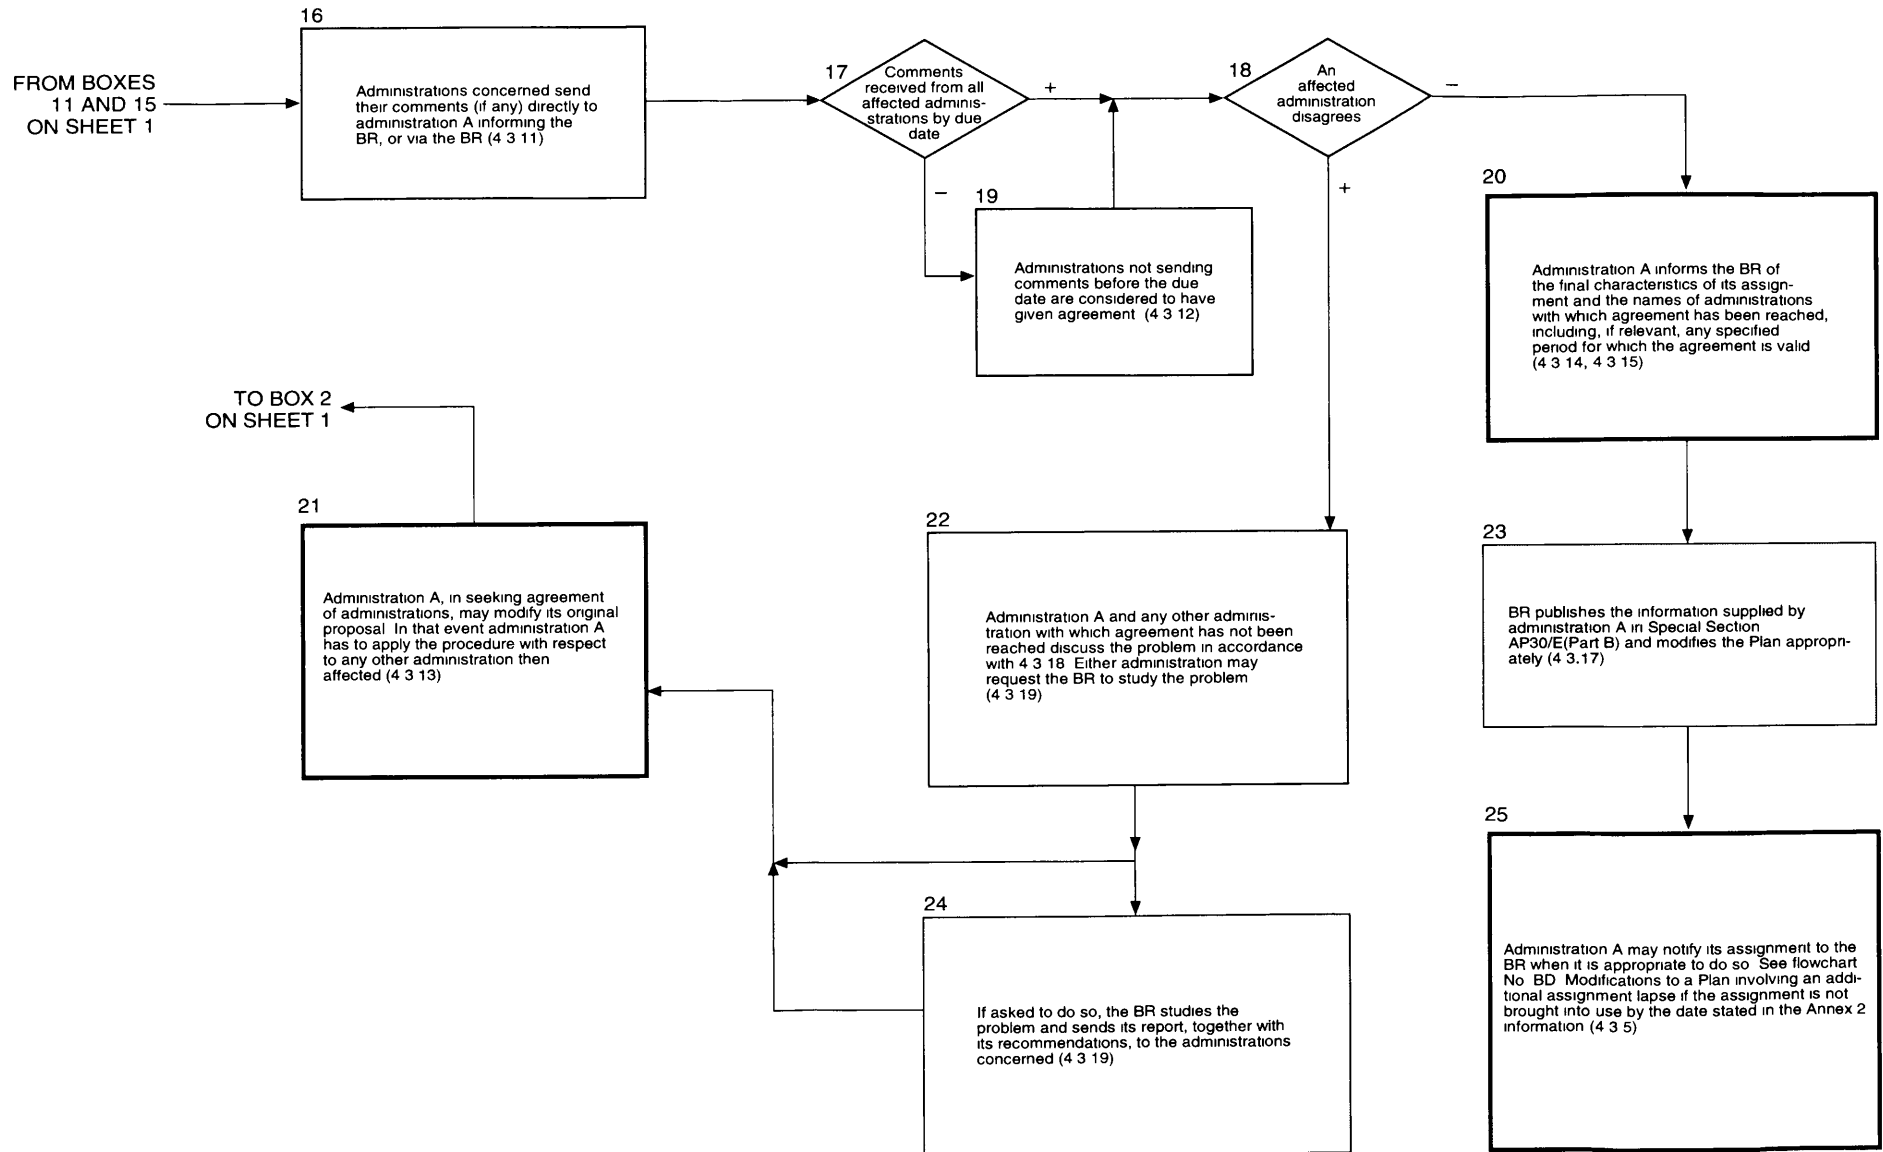 FROM BOXES
11 AND 15
ON SHEET 1
16
Administrations concerned send
their comments (if any) directly to
administration A informing the
BR, or via the BR (4 3 11)
17
Comments
received from all
affected adminis-
trations by due
date
+
–
18
An
affected
administration
disagrees
–
+
19
Administrations not sending
comments before the due
date are considered to have
given agreement (4 3 12)
20
Administration A informs the BR of
the final characteristics of its assign-
ment and the names of administrations
with which agreement has been reached,
including, if relevant, any specified
period for which the agreement is valid
(4 3 14, 4 3 15)
TO BOX 2
ON SHEET 1
21
Administration A, in seeking agreement
of administrations, may modify its original
proposal In that event administration A
has to apply the procedure with respect
to any other administration then
affected (4 3 13)
22
Administration A and any other adminis-
tration with which agreement has not been
reached discuss the problem in accordance
with 4 3 18 Either administration may
request the BR to study the problem
(4 3 19)
23
BR publishes the information supplied by
administration A in Special Section
AP30/E(Part B) and modifies the Plan appropri-
ately (4 3.17)
24
If asked to do so, the BR studies the
problem and sends its report, together with
its recommendations, to the administrations
concerned (4 3 19)
25
Administration A may notify its assignment to the
BR when it is appropriate to do so See flowchart
No BD Modifications to a Plan involving an addi-
tional assignment lapse if the assignment is not
brought into use by the date stated in the Annex 2
information (4 3 5)